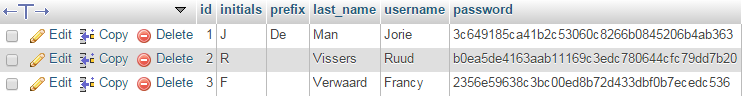 id initials prefix last_name username password
Edit Copy Delete 1 J De Man Jorie 3c649185ca41b2c53060c8266b0845206b4ab363
Edit Copy Delete 2 R Vissers Ruud b0ea5de4163aab11169c3edc780644cfc79dd7b20
Edit Copy Delete 3 F Verwaard Francy 2356e59638c3bc00ed8b72d433dbf0b7ecedc536